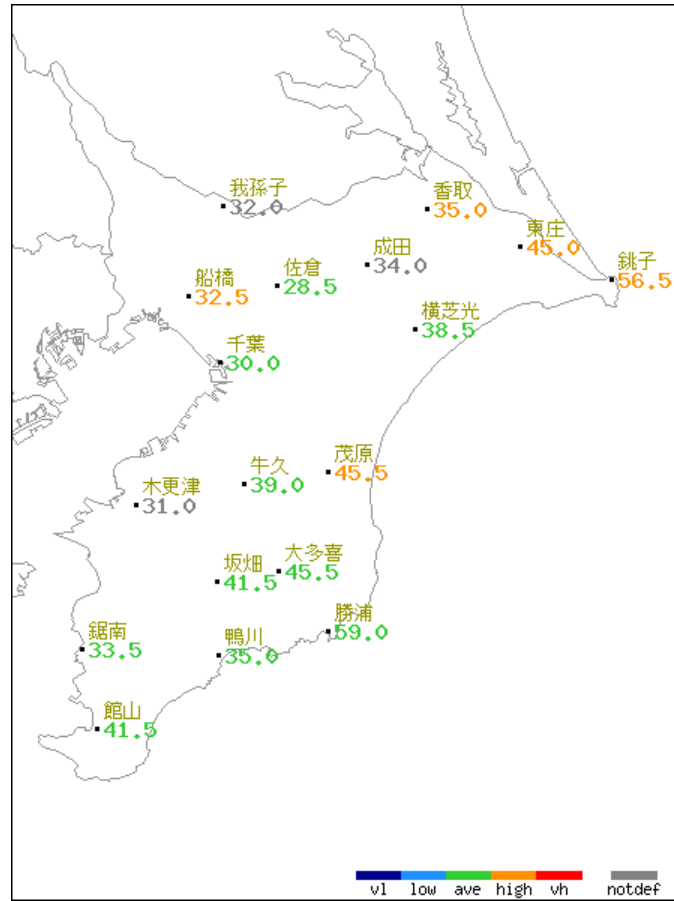 我孫子
32.0
香取
35.0
東庄
45.0
成田
34.0
銚子
56.5
佐倉
28.5
船橋
32.5
横芝光
38.5
千葉
30.0
茂原
45.5
牛久
39.0
木更津
31.0
大多喜
45.5
坂畑
41.5
勝浦
59.0
鋸南
33.5
鴨川
35.0
館山
41.5
vl low ave high vh notdef